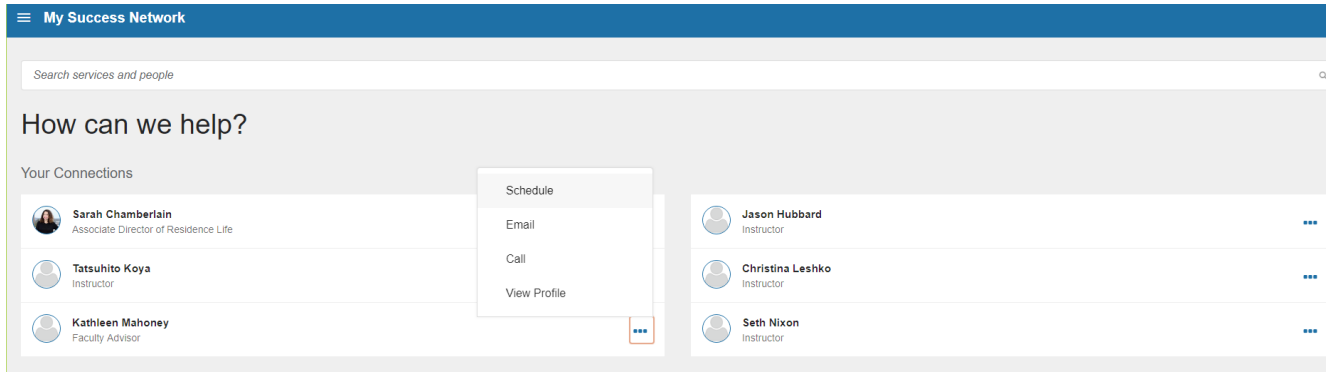 My Success Network
Search services and people
How can we help?
Your Connections
Sarah Chamberlain
Associate Director of Residence Life
Tatsuhito Koya
Instructor
Kathleen Mahoney
Faculty Advisor
Schedule
Email
Call
View Profile
Jason Hubbard
Instructor
Christina Leshko
Instructor
Seth Nixon
Instructor